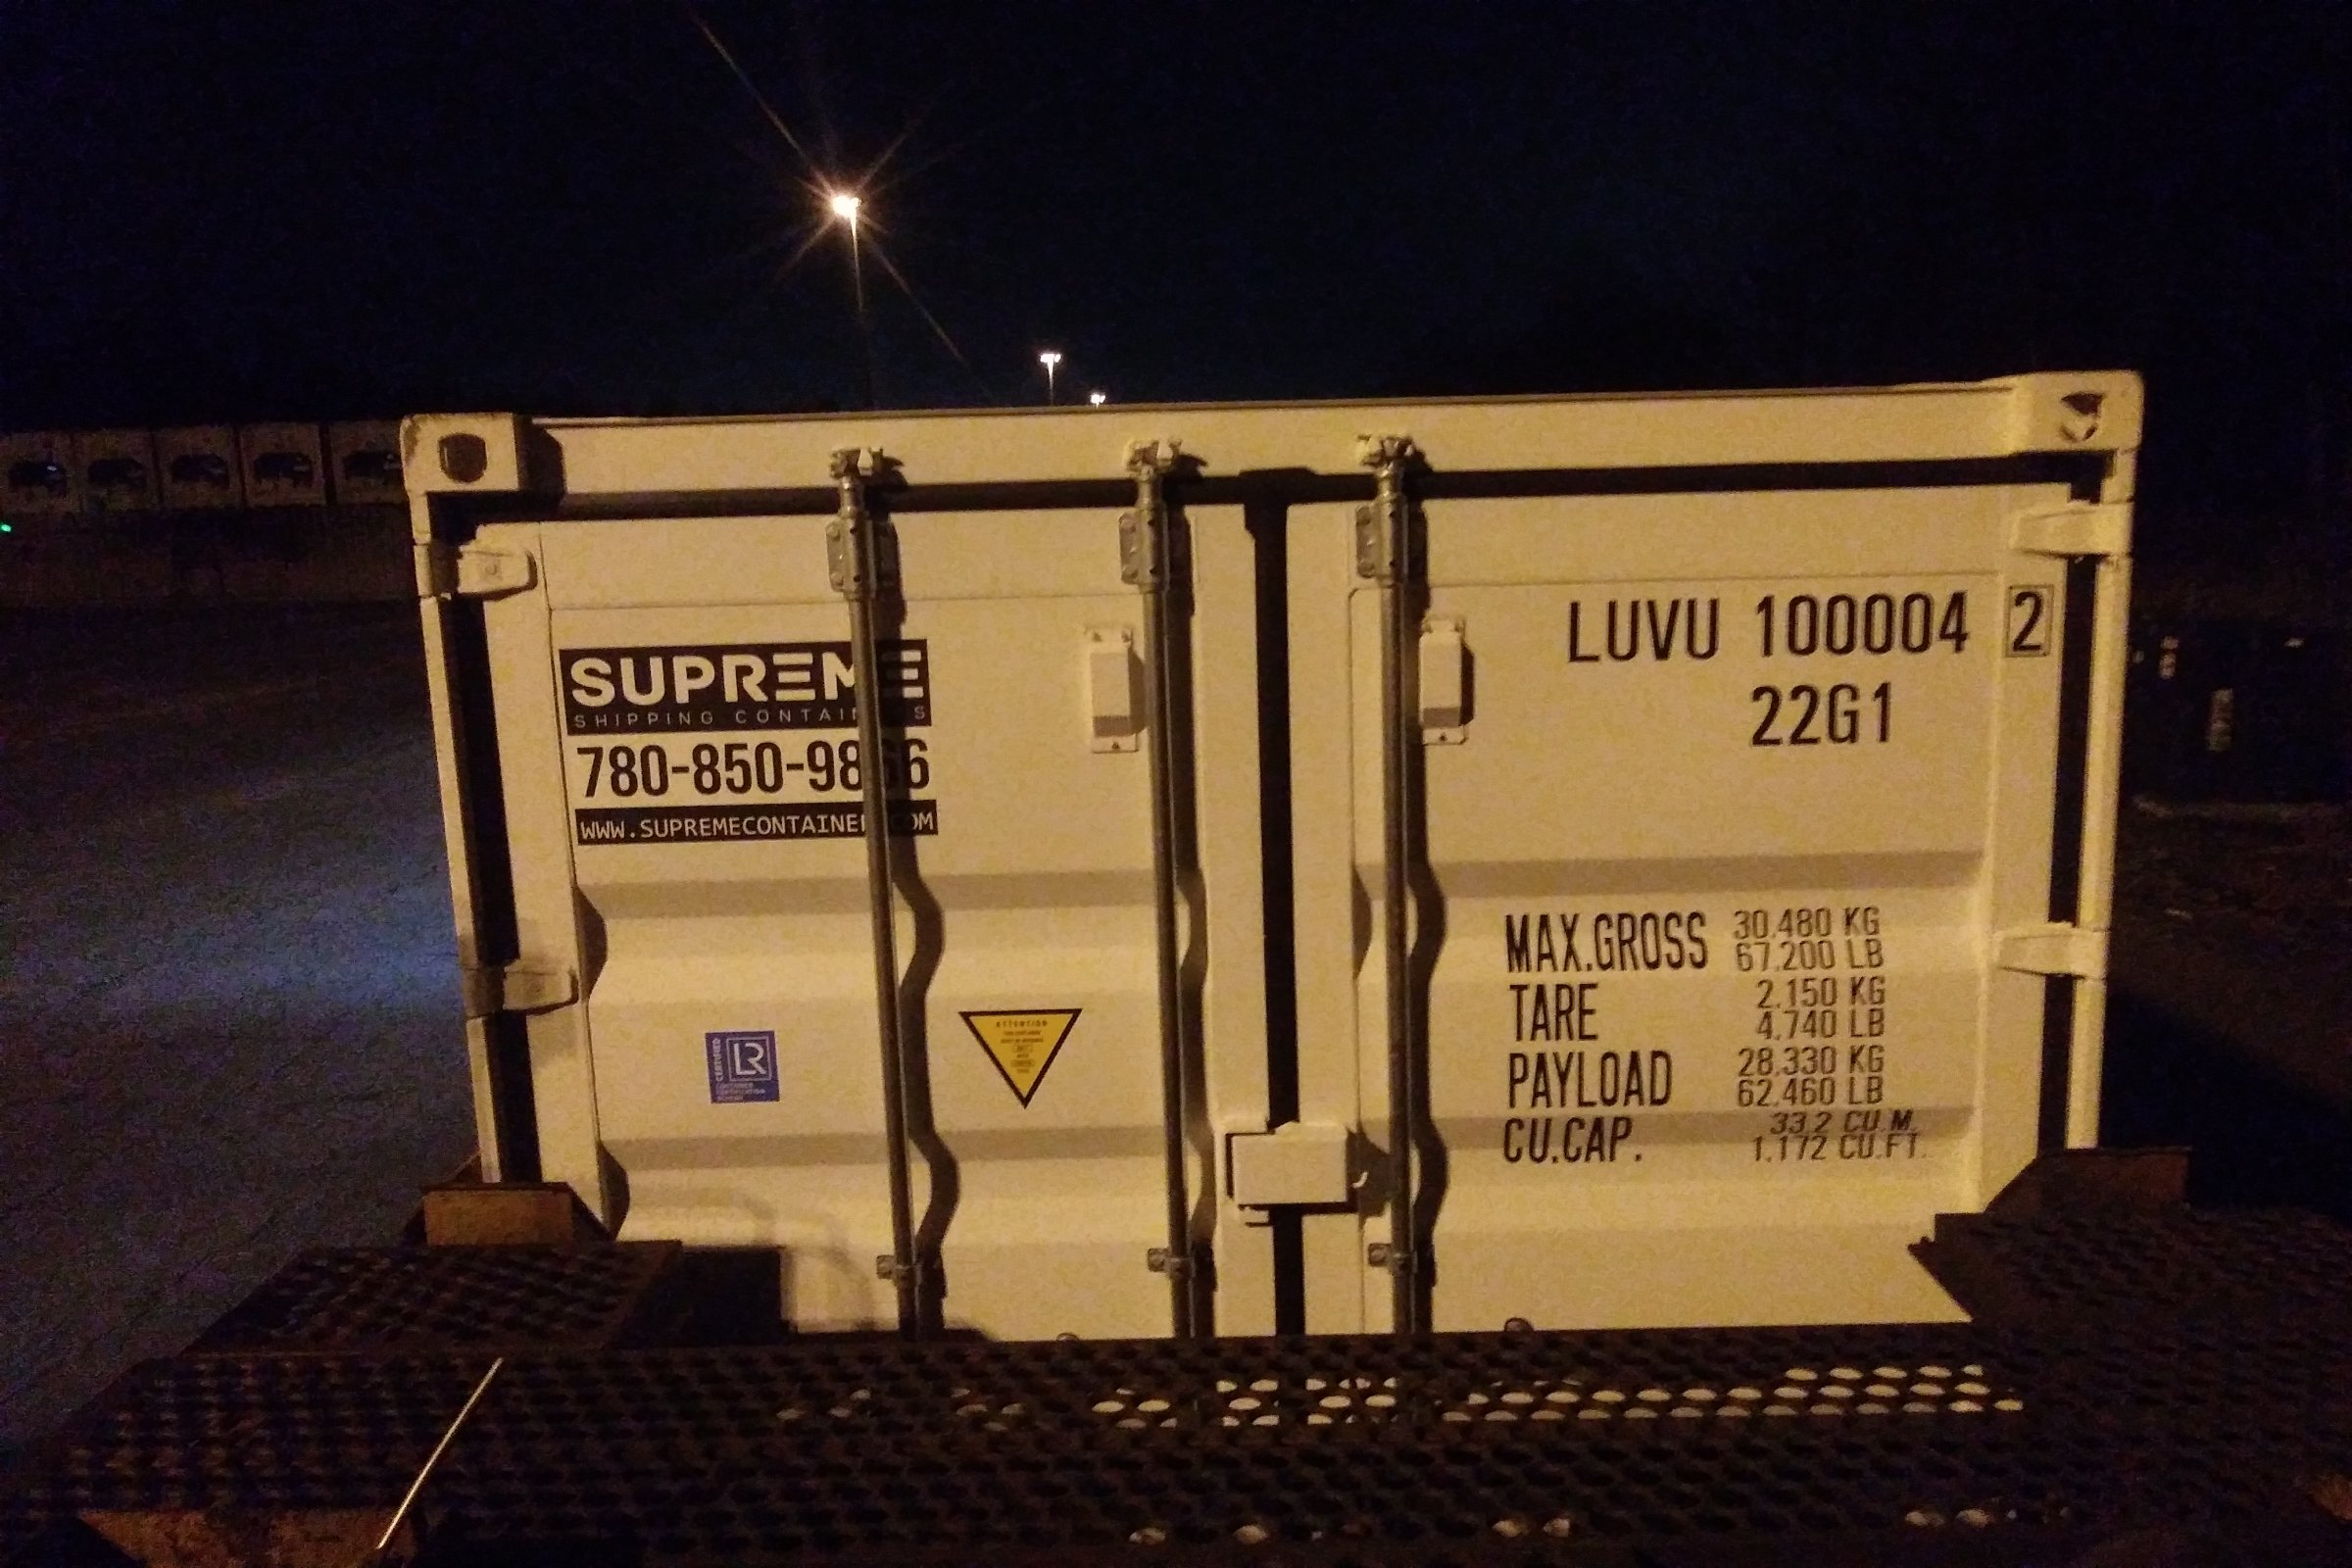 SUPREME
SHIPPING CONTAINERS
780-850-9866
WWW.SUPREMECONTAINERS.COM
LUVU 100004 2
22G1
MAX.GROSS 30.480 KG
67.200 LB
TARE 2.150 KG
4.740 LB
PAYLOAD 28.330 KG
62.460 LB
CU.CAP. 33.2 CU.M.
1.172 CU.FT.
CERTIFIED
LR
ATTENTION